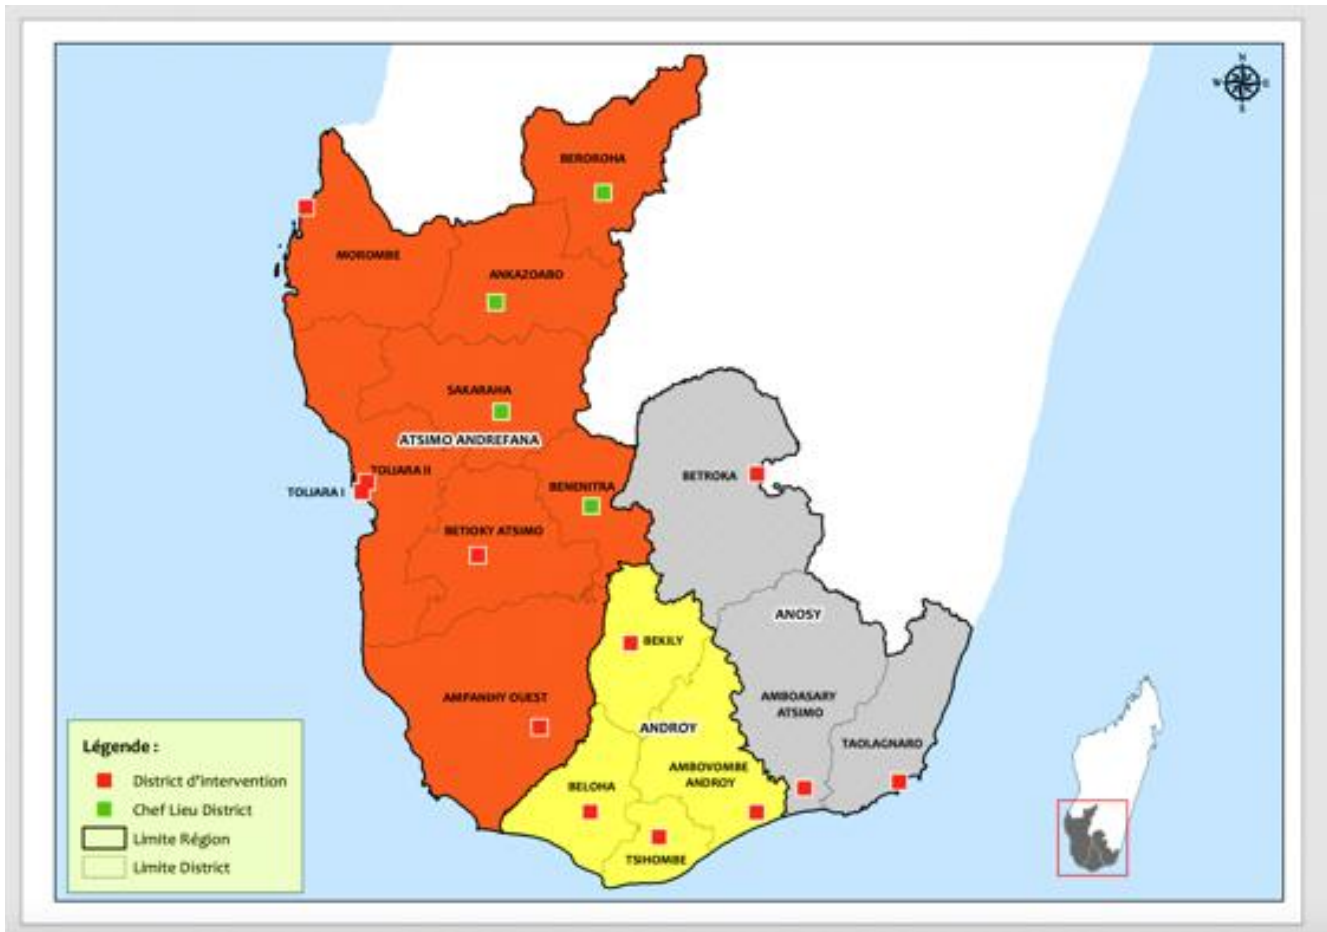 N
W
E
S
BEROROHA
MOROMBE
ANKAZOABO
SAKARAHA
ATSIMO ANDREFANA
TOLIARA II
TOLIARA I
BENENITRA
BETROKA
BETIOKY ATSIMO
ANOSY
BEKILY
AMPANIHY OUEST
AMBOASARY
ATSIMO
ANDROY
TAOLAGNARO
AMBOVOMBE
ANDROY
BELOHA
TSIHOMBE
Légende :
District d'intervention
Chef Lieu District
Limite Région
Limite District